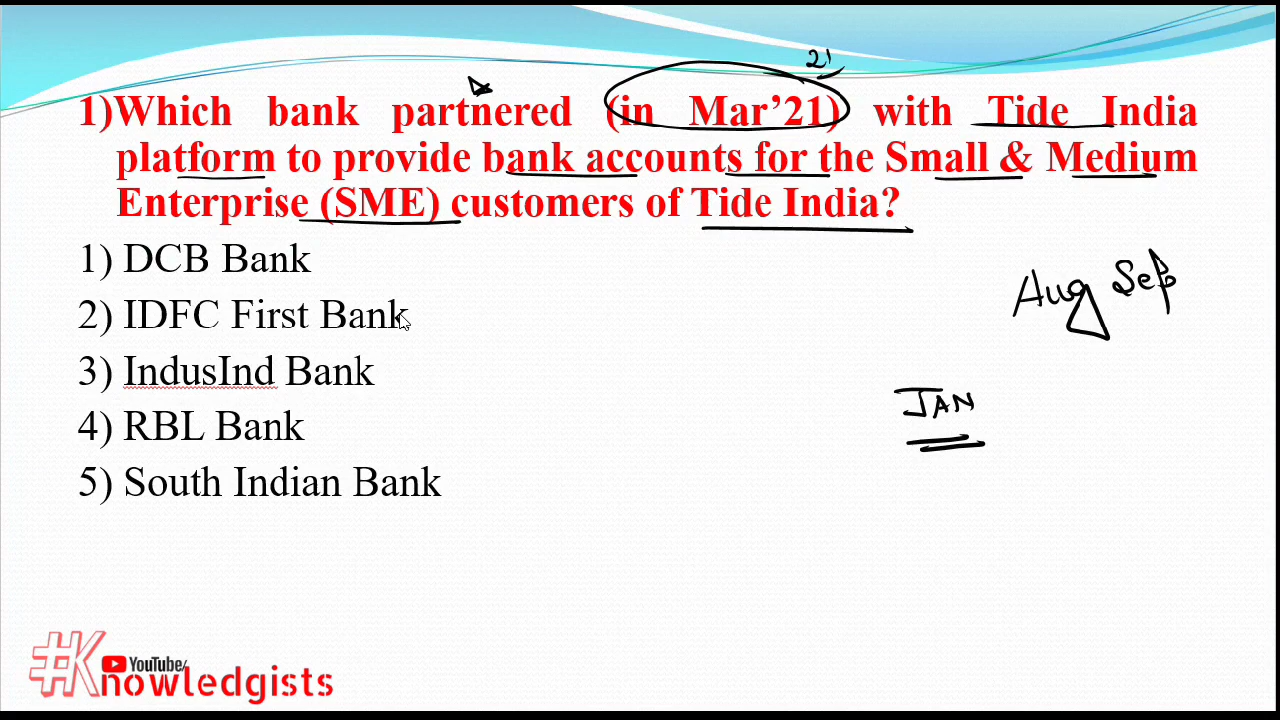 21
1)Which bank partnered (in Mar’21) with Tide India
platform to provide bank accounts for the Small & Medium
Enterprise (SME) customers of Tide India?
1) DCB Bank
2) IDFC First Bank
3) IndusInd Bank
4) RBL Bank
5) South Indian Bank
Aug Sep
JAN
#Knowledgists
YouTube/